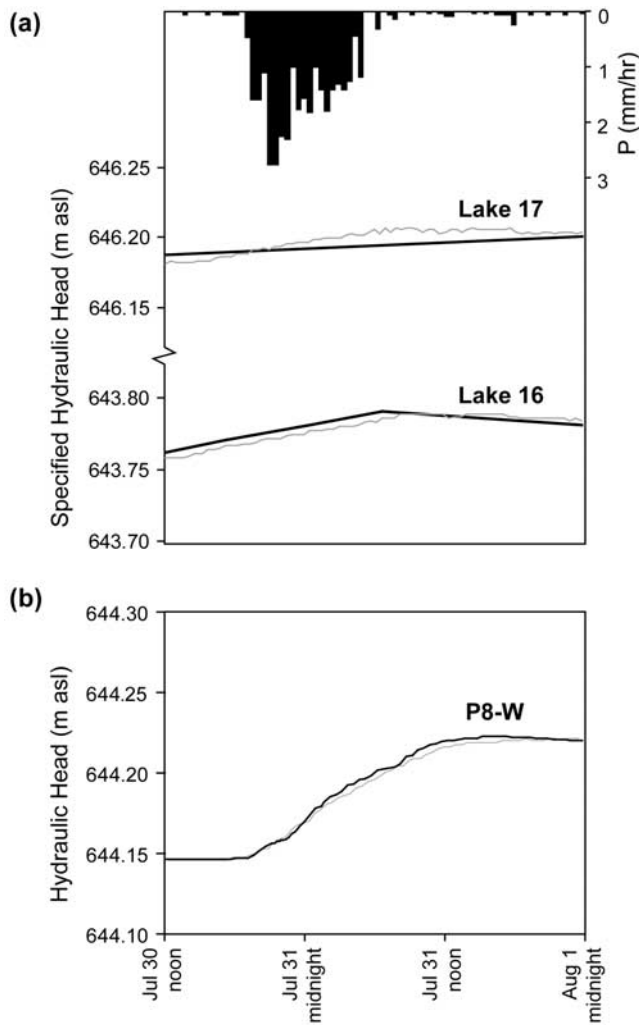 (a)
0
1
2
3
P (mm/hr)
646.25
646.20
646.15
643.80
643.75
643.70
Specified Hydraulic Head (m asl)
Lake 17
Lake 16
(b)
644.30
644.25
644.20
644.15
644.10
Hydraulic Head (m asl)
P8-W
Jul 30
noon
Jul 31
midnight
Jul 31
noon
Aug 1
midnight